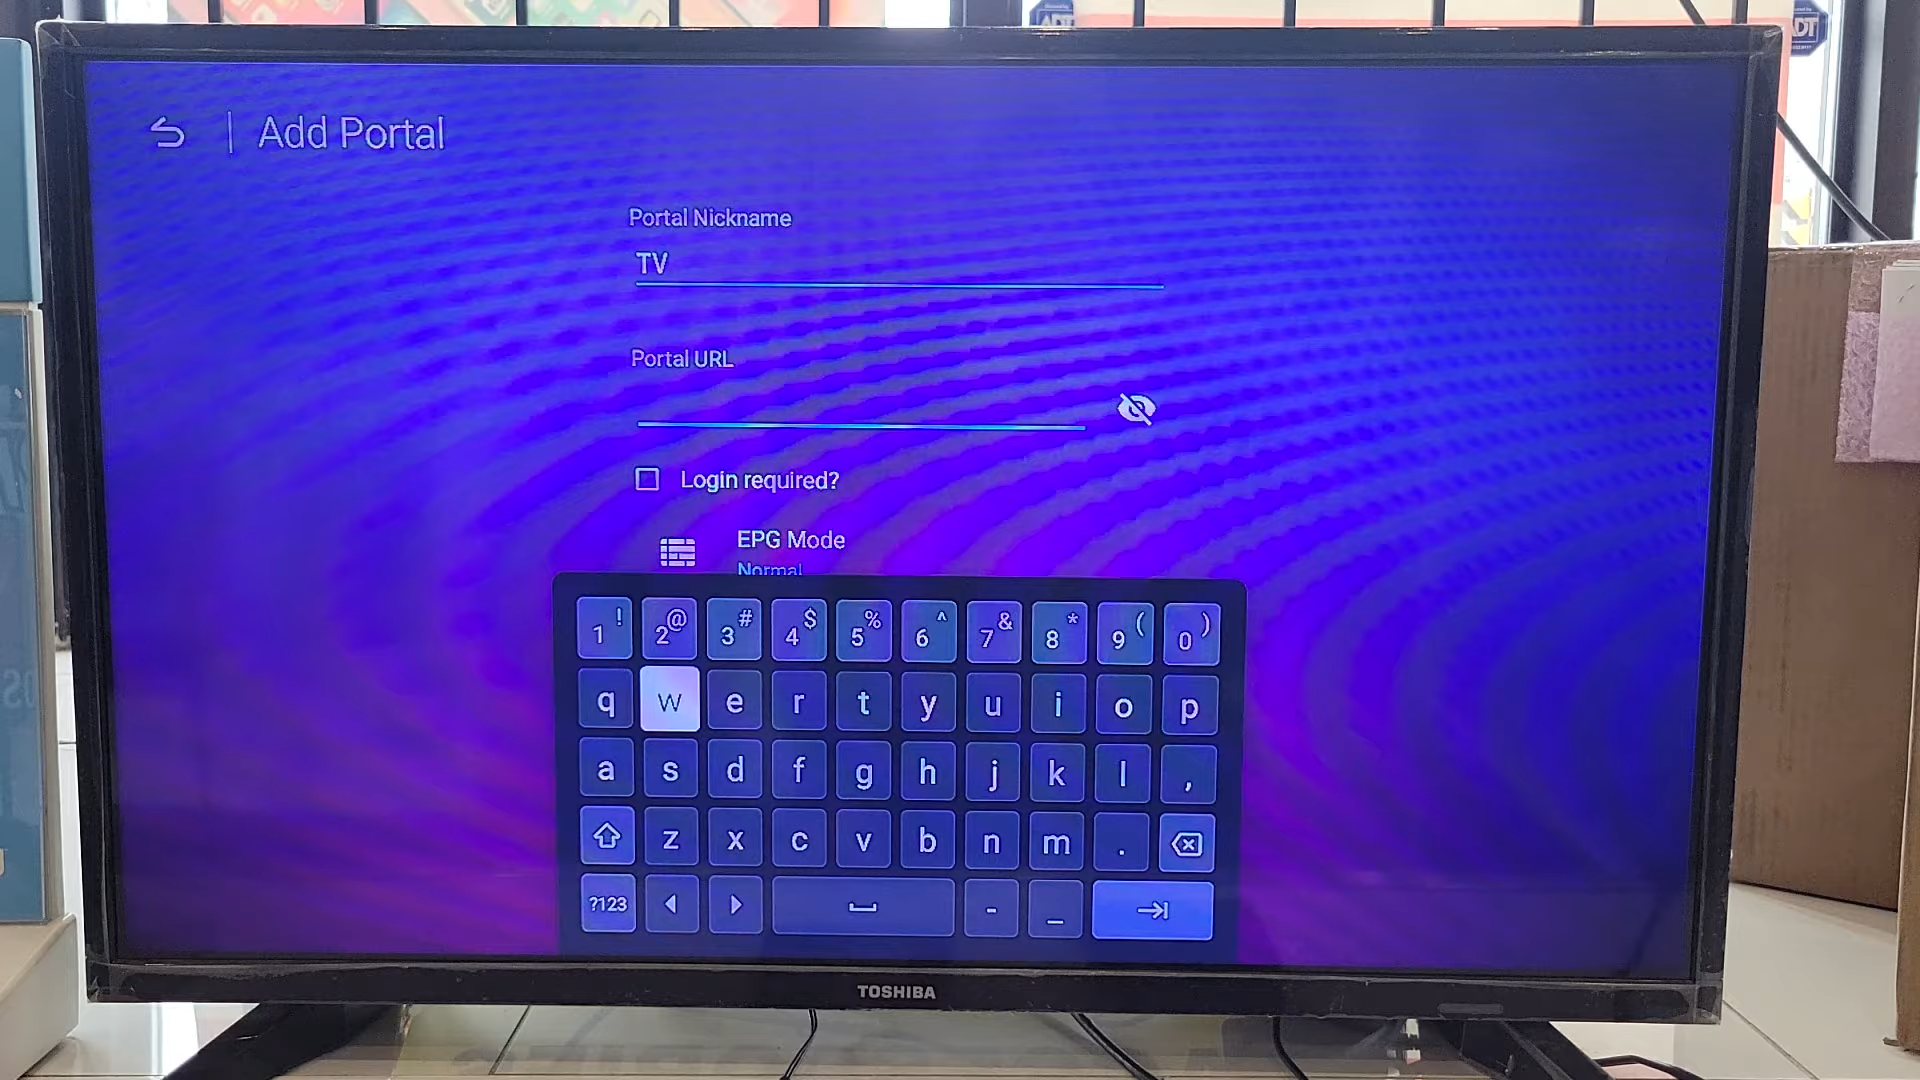 Add Portal
Portal Nickname
TV
Portal URL
Login required?
EPG Mode
Normal
1 ! 2 @ 3 # 4 $ 5 % 6 ^ 7 & 8 * 9 ( 0 )
q w e r t y u i o p
a s d f g h j k l ,
z x c v b n m .
?123 - _
TOSHIBA
ADT